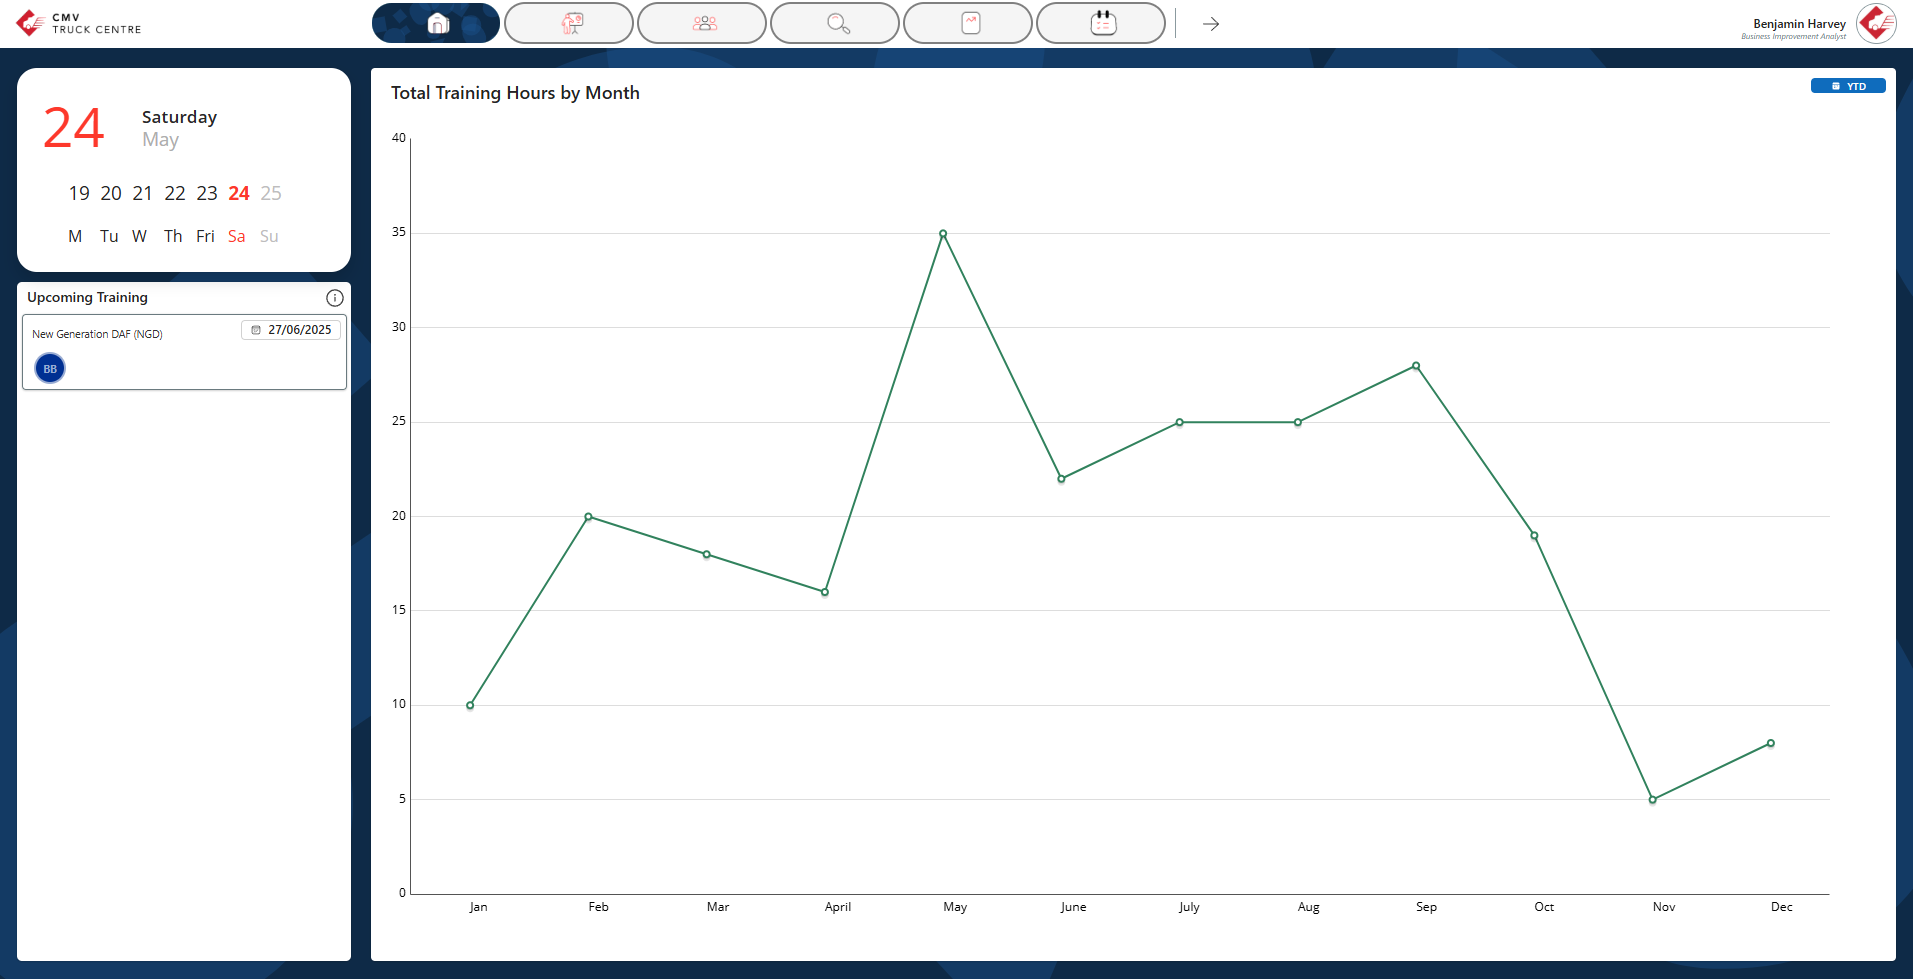 CMV
TRUCK CENTRE
Benjamin Harvey
Business Improvement Analyst
24
Saturday
May
19 20 21 22 23 24 25
M Tu W Th Fri Sa Su
Upcoming Training
New Generation DAF (NGD)
27/06/2025
BB
Total Training Hours by Month
YTD
40
35
30
25
20
15
10
5
0
Jan Feb Mar April May June July Aug Sep Oct Nov Dec